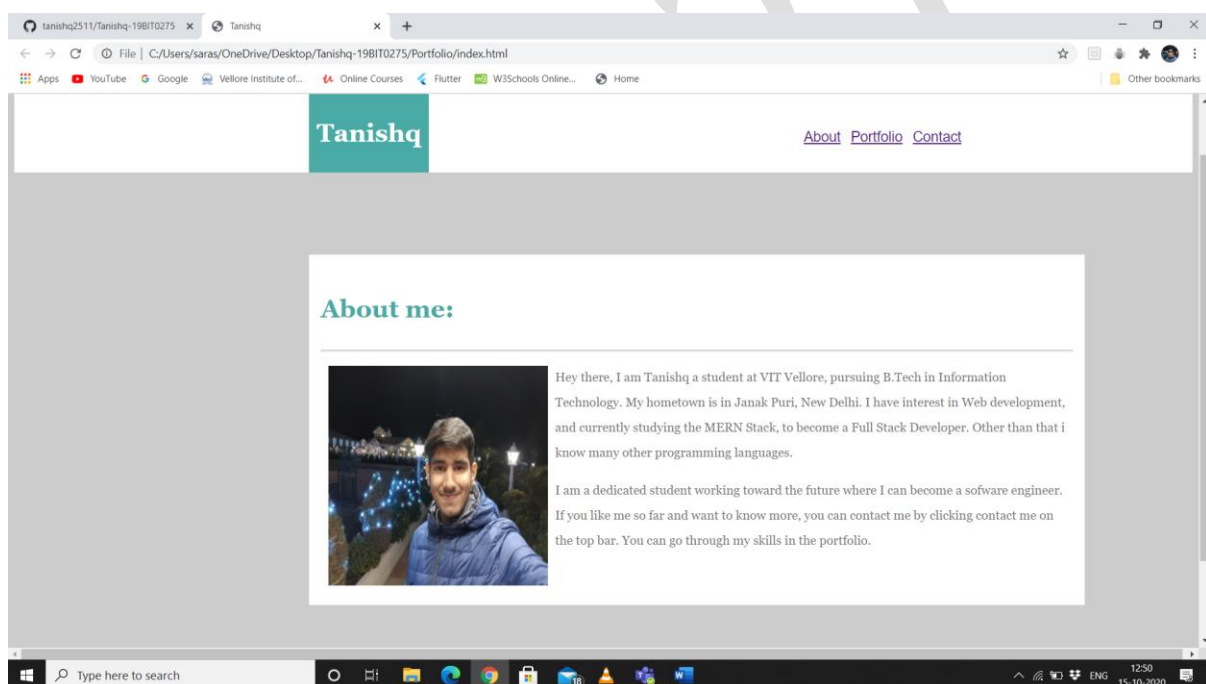 tanishq2511/Tanishq-19BIT0275
Tanishq
File | C:/Users/saras/OneDrive/Desktop/Tanishq-19BIT0275/Portfolio/index.html
Apps YouTube Google Vellore Institute of... Online Courses Flutter W3Schools Online... Home Other bookmarks
Tanishq
About Portfolio Contact
About me:
Hey there, I am Tanishq a student at VIT Vellore, pursuing B.Tech in Information
Technology. My hometown is in Janak Puri, New Delhi. I have interest in Web development,
and currently studying the MERN Stack, to become a Full Stack Developer. Other than that i
know many other programming languages.
I am a dedicated student working toward the future where I can become a sofware engineer.
If you like me so far and want to know more, you can contact me by clicking contact me on
the top bar. You can go through my skills in the portfolio.
Type here to search
18
ENG
12:50
15-10-2020